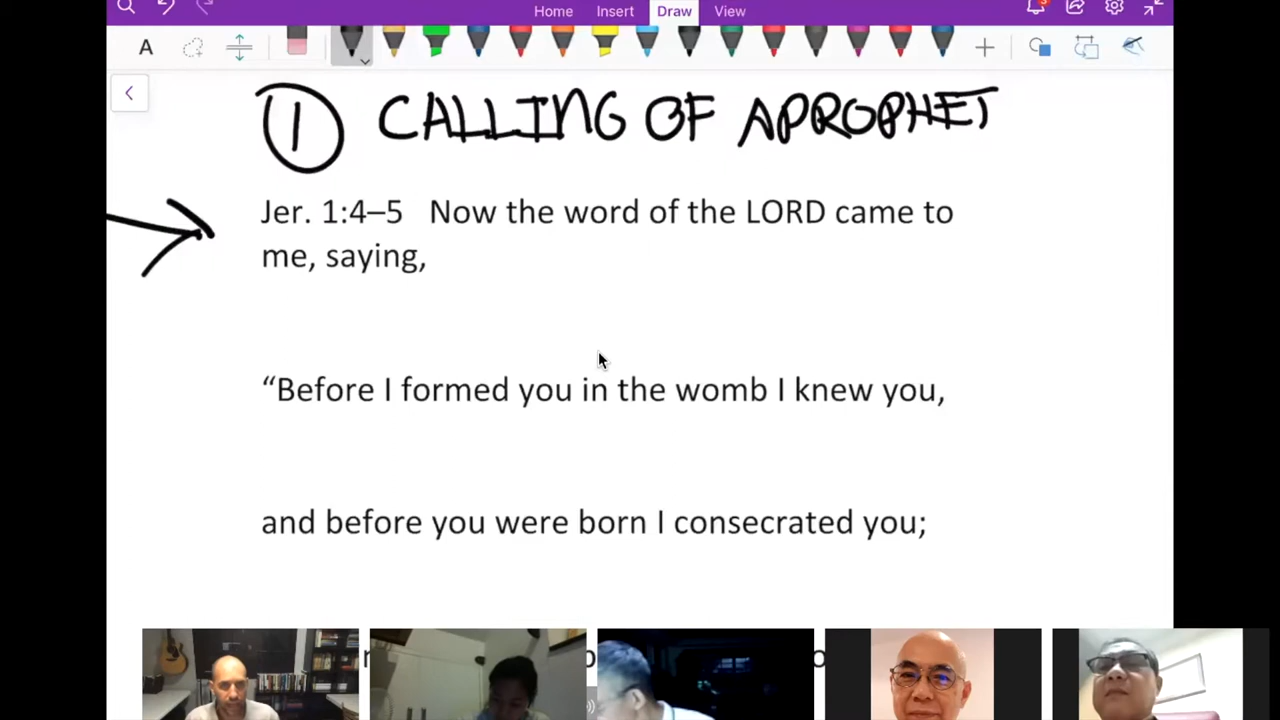 Home Insert Draw View
A
① CALLING OF A PROPHET
Jer. 1:4–5 Now the word of the LORD came to
me, saying,
“Before I formed you in the womb I knew you,
and before you were born I consecrated you;